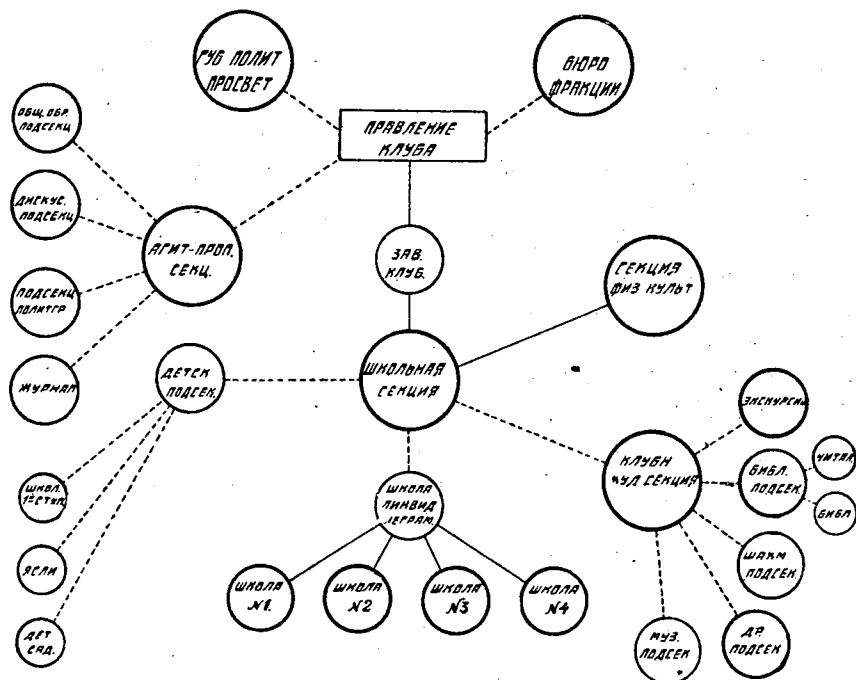 ГУБ ПОЛИТ
ПРОСВЕТ
БЮРО
ФРАКЦИИ
ПРАВЛЕНИЕ
КЛУБА
ОБЩ. ОБР.
ПОДСЕКЦ
ДИСКУС.
ПОДСЕКЦ
АГИТ-ПРОП.
СЕКЦ.
ЗАВ.
КЛУБ.
СЕКЦИЯ
ФИЗ КУЛЬТ
ПОДСЕКЦ
ПОЛИТГР
ЖУРНАЛ
ДЕТСК
ПОДСЕК.
ШКОЛЬНАЯ
СЕКЦИЯ
ЭКСКУРСИЯ
КЛУБН
ХУД. СЕКЦИЯ
БИБЛ.
ПОДСЕК.
ЧИТАЛ.
БИБЛ
ШКОЛ.
1ой СТУП.
ШКОЛА
ЛИКВИД
НЕГРАМ.
ШАХМ
ПОДСЕК.
ЯСЛИ
ШКОЛА
№1.
ШКОЛА
№2
ШКОЛА
№3
ШКОЛА
№4
ДЕТ
САД.
МУЗ.
ПОДСЕК
ДР.
ПОДСЕК